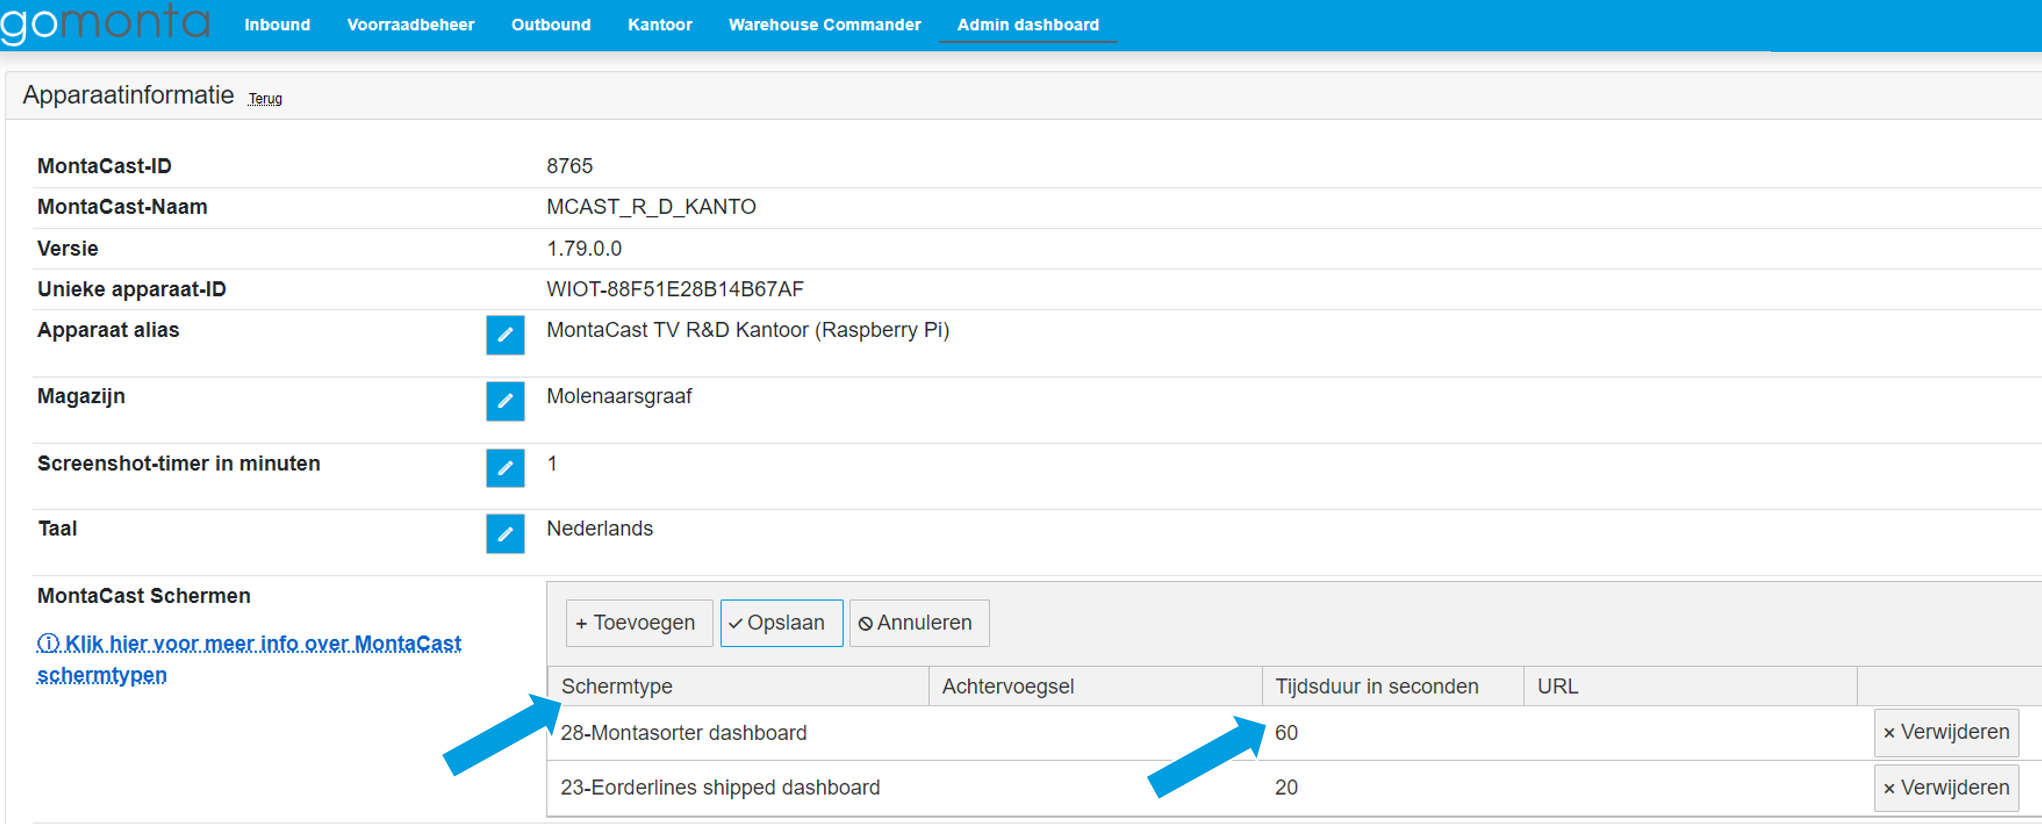 gomonta
Inbound Voorraadbeheer Outbound Kantoor Warehouse Commander Admin dashboard
Apparaatinformatie Terug
MontaCast-ID 8765
MontaCast-Naam MCAST_R_D_KANTO
Versie 1.79.0.0
Unieke apparaat-ID WIOT-88F51E28B14B67AF
Apparaat alias MontaCast TV R&D Kantoor (Raspberry Pi)
Magazijn Molenaarsgraaf
Screenshot-timer in minuten 1
Taal Nederlands
MontaCast Schermen
Klik hier voor meer info over MontaCast
schermtypen
+ Toevoegen Opslaan Annuleren
Schermtype Achtervoegsel Tijdsduur in seconden URL
28-Montasorter dashboard 60 × Verwijderen
23-Eorderlines shipped dashboard 20 × Verwijderen